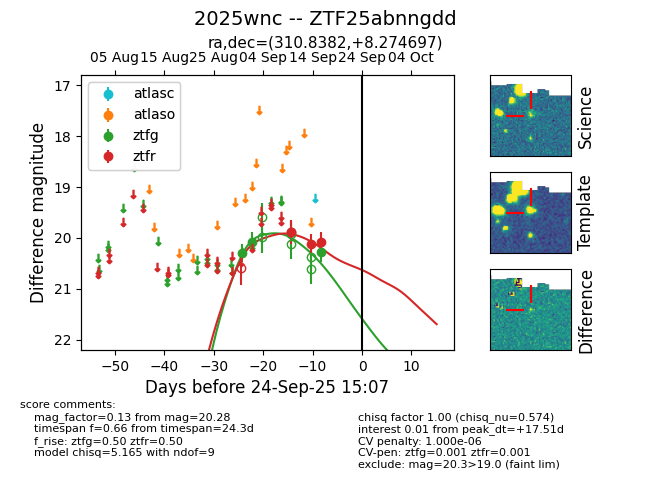 2025wnc -- ZTF25abnngdd
ra,dec=(310.8382,+8.274697)
05 Aug 15 Aug 25 Aug 04 Sep 14 Sep 24 Sep 04 Oct
atlasc
atlaso
ztfg
ztfr
17
18
19
20
21
22
Difference magnitude
−50 −40 −30 −20 −10 0 10
Days before 24-Sep-25 15:07
Science
Template
Difference
score comments:
mag_factor=0.13 from mag=20.28
timespan f=0.66 from timespan=24.3d
f_rise: ztfg=0.50 ztfr=0.50
model chisq=5.165 with ndof=9
chisq factor 1.00 (chisq_nu=0.574)
interest 0.01 from peak_dt=+17.51d
CV penalty: 1.000e-06
CV-pen: ztfg=0.001 ztfr=0.001
exclude: mag=20.3>19.0 (faint lim)